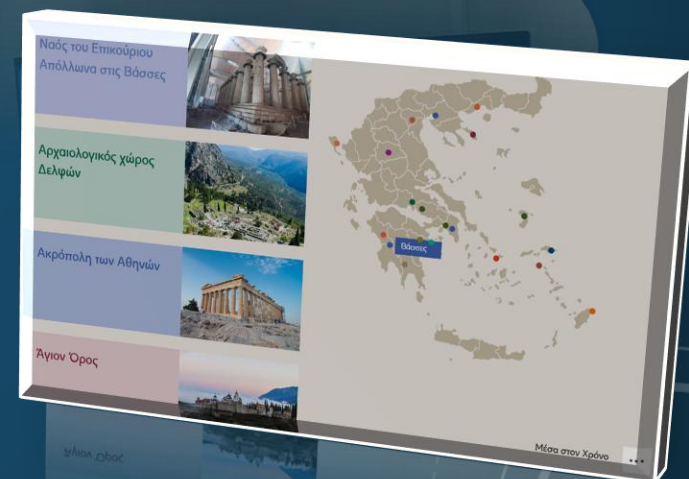 Ναός του Επικούριου
Απόλλωνα στις Βάσσες
Αρχαιολογικός χώρος
Δελφών
Ακρόπολη των Αθηνών
Άγιον Όρος
Βάσσες
Μέσα στον Χρόνο